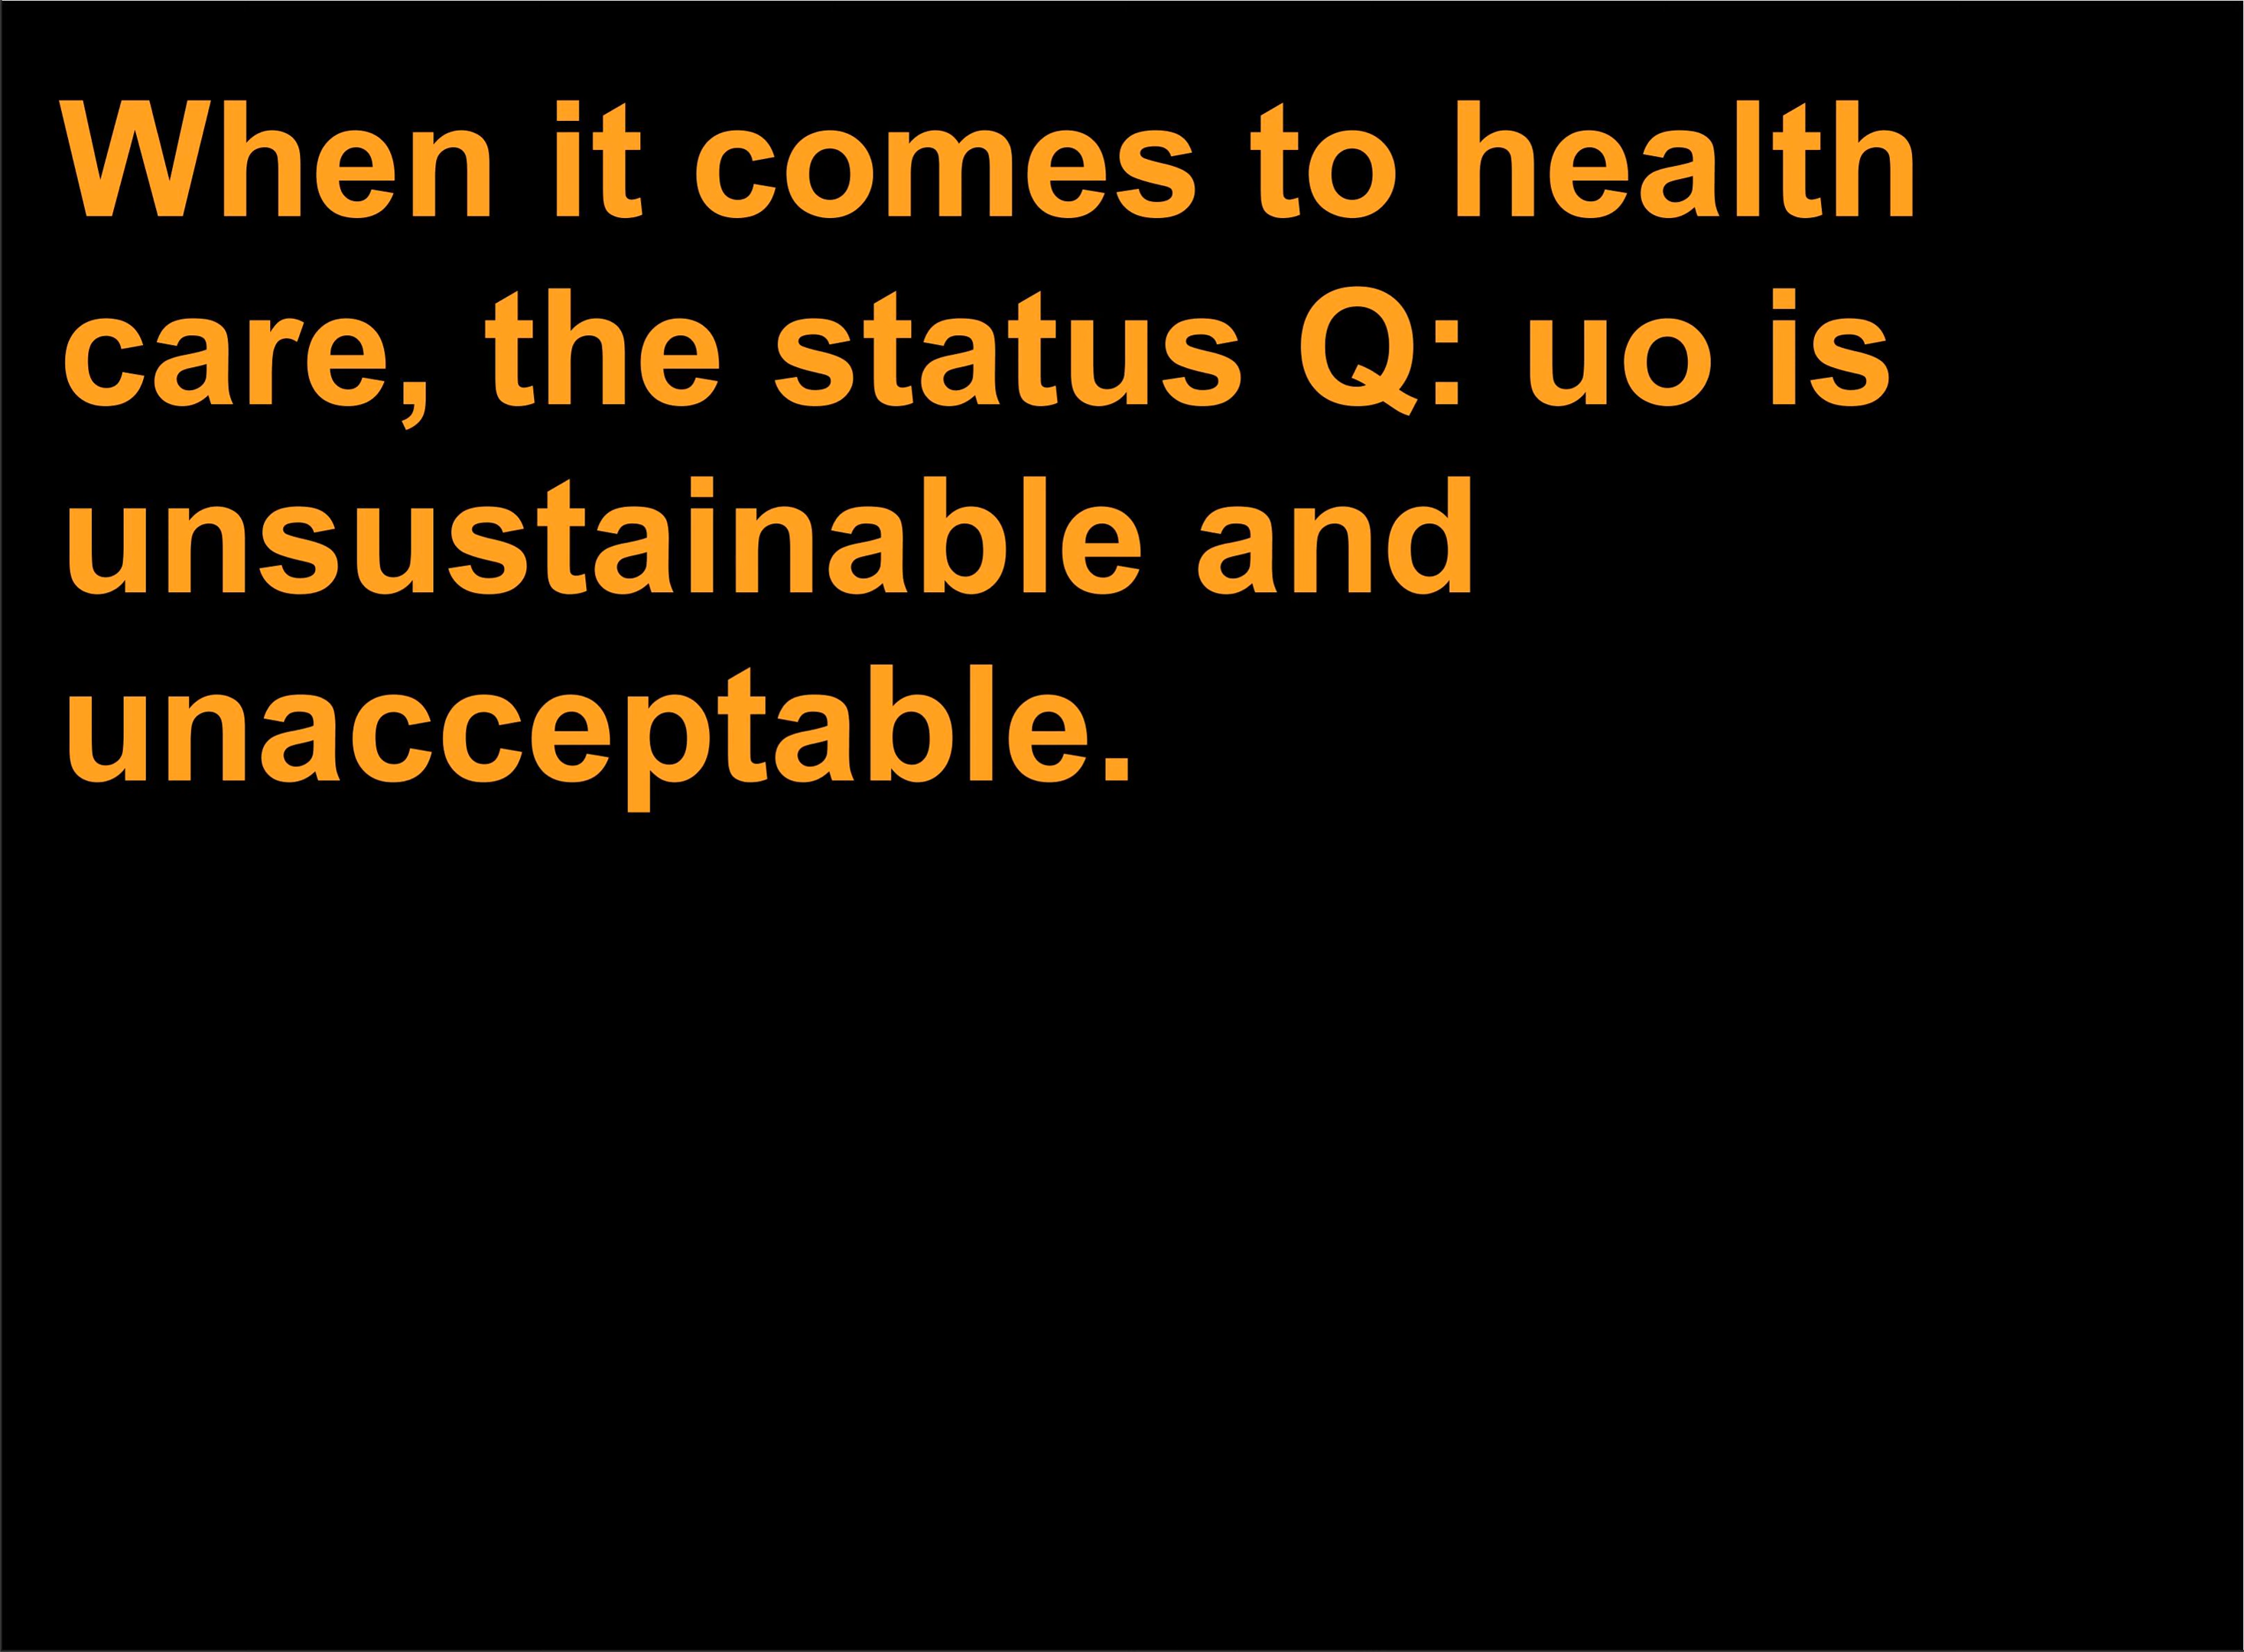 When it comes to health
care, the status Q: uo is
unsustainable and
unacceptable.